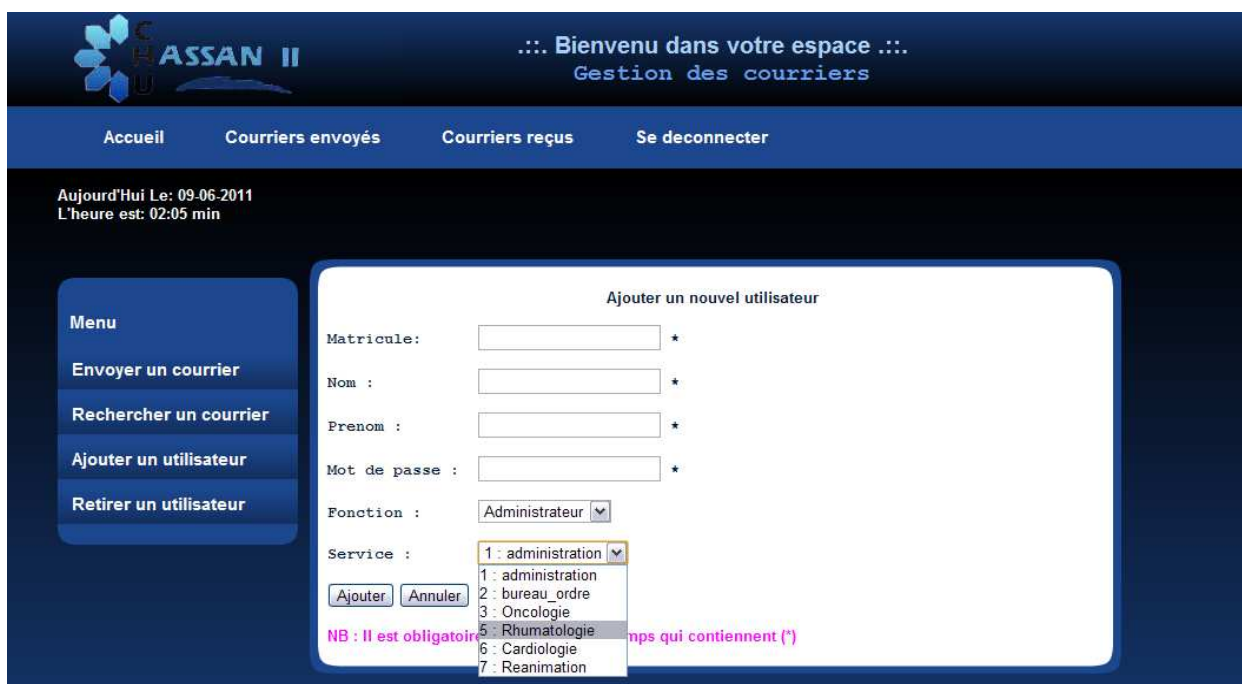 CHU
HASSAN II
.::. Bienvenu dans votre espace .::.
Gestion des courriers
Accueil Courriers envoyés Courriers reçus Se deconnecter
Aujourd'Hui Le: 09-06-2011
L'heure est: 02:05 min
Menu
Envoyer un courrier
Rechercher un courrier
Ajouter un utilisateur
Retirer un utilisateur
Ajouter un nouvel utilisateur
Matricule: *
Nom : *
Prenom : *
Mot de passe : *
Fonction : Administrateur
Service : 1 : administration
1 : administration
2 : bureau_ordre
3 : Oncologie
5 : Rhumatologie
6 : Cardiologie
7 : Reanimation
Ajouter Annuler
NB : Il est obligatoire mps qui contiennent (*)